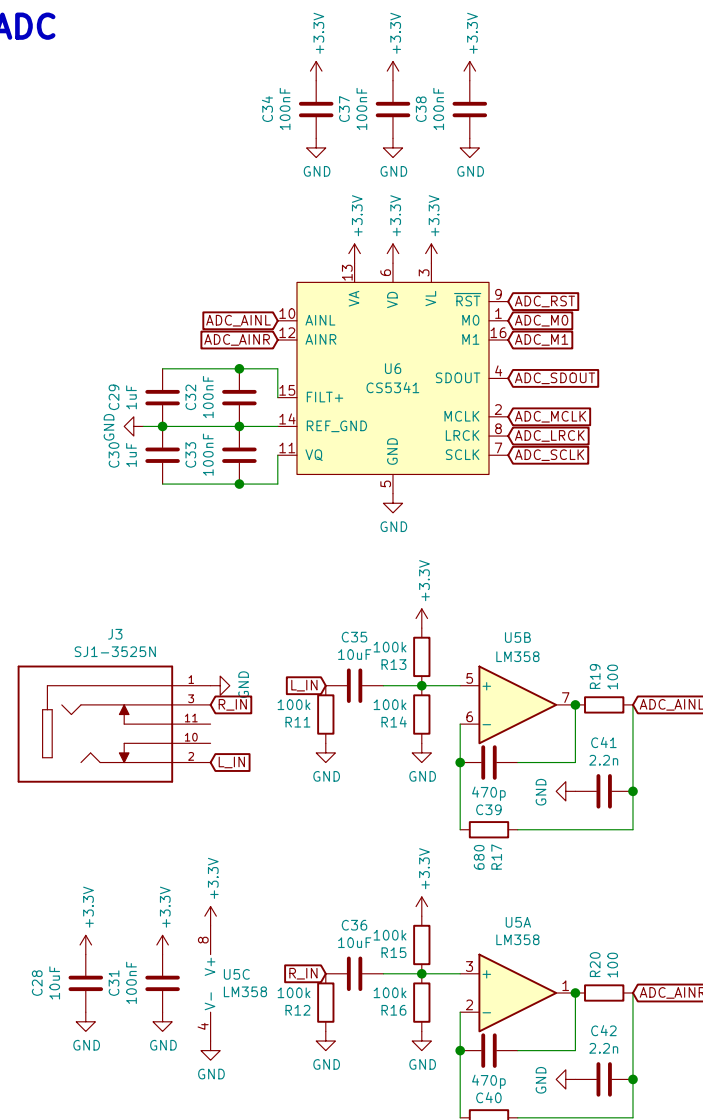 ADC
+3.3V
+3.3V
+3.3V
C34
100nF
C37
100nF
C38
100nF
GND
GND
GND
+3.3V
+3.3V
+3.3V
13
6
3
VA
VD
VL
ADC_AINL 10 AINL
ADC_AINR 12 AINR
RST 9 ADC_RST
M0 1 ADC_M0
M1 16 ADC_M1
U6
CS5341
SDOUT 4 ADC_SDOUT
C29
1uF
C32
100nF
15 FILT+
GND
14 REF_GND
C30
1uF
C33
100nF
11 VQ
MCLK 2 ADC_MCLK
LRCK 8 ADC_LRCK
SCLK 7 ADC_SCLK
GND
5
GND
J3
SJ1-3525N
1
GND
3 R_IN
11
10
2 L_IN
+3.3V
C35
10uF
100k
R13
L_IN
100k
R11
100k
R14
GND
GND
U5B
LM358
5
+
6
−
7
R19
100
ADC_AINL
C41
2.2n
GND
470p
C39
680
R17
+3.3V
+3.3V
+3.3V
C28
10uF
C31
100nF
8
V+
U5C
LM358
V-
4
GND
GND
GND
+3.3V
C36
10uF
100k
R15
R_IN
100k
R12
100k
R16
GND
GND
U5A
LM358
3
+
2
−
1
R20
100
ADC_AINR
C42
2.2n
GND
470p
C40